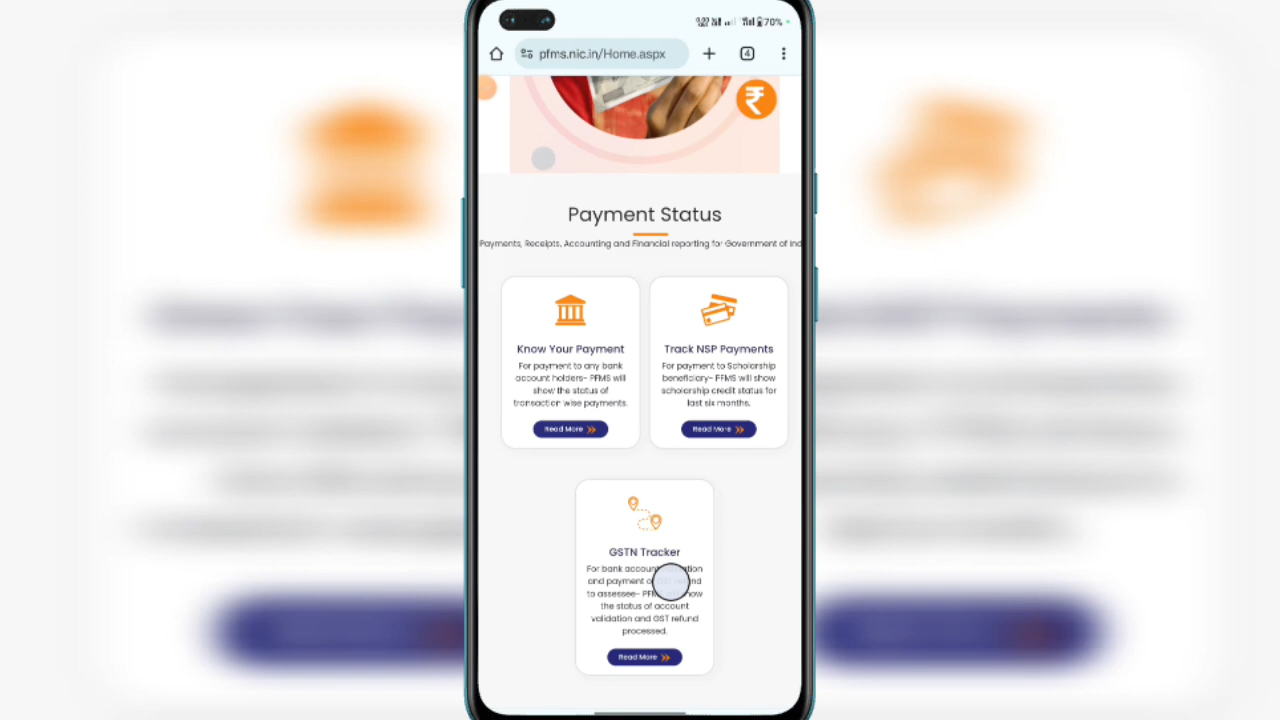 70%
pfms.nic.in/Home.aspx
4
₹
Payment Status
Payments, Receipts, Accounting and Financial reporting for Government of Ind
Know Your Payment
For payment to any bank
account holders- PFMS will
show the status of
transaction wise payments.
Read More
Track NSP Payments
For payment to Scholarship
beneficiary- PFMS will show
scholarship credit status for
last six months.
Read More
GSTN Tracker
For bank account
and payment
to assessee-
the status of account
validation and GST refund
processed.
Read More